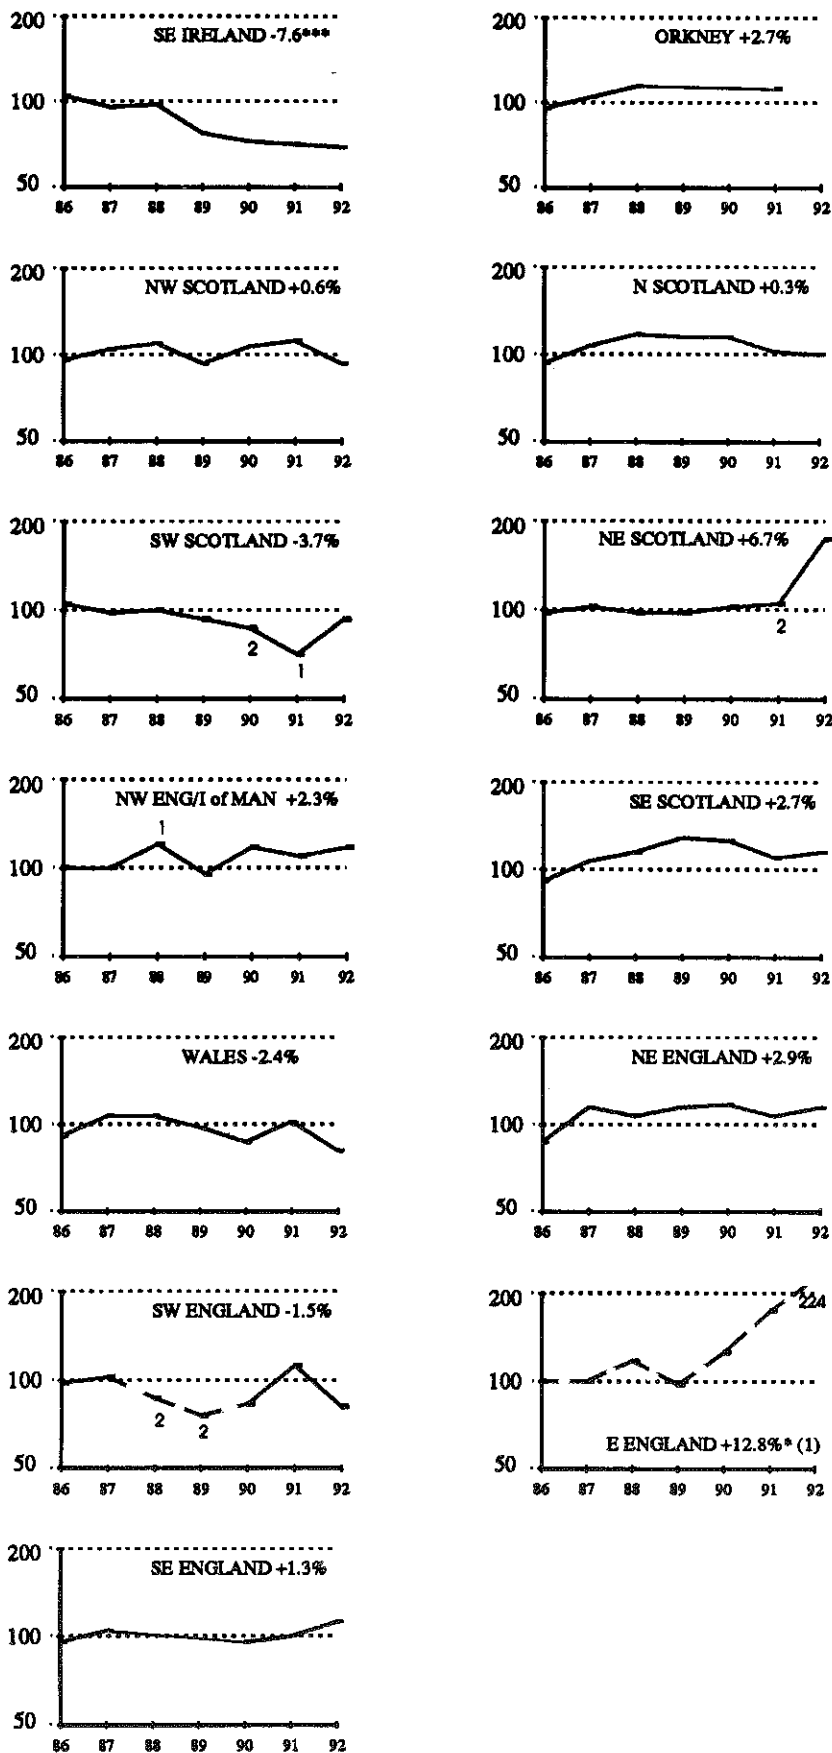 200
SE IRELAND -7.6***
100
50
86 87 88 89 90 91 92
200
ORKNEY +2.7%
100
50
86 87 88 89 90 91 92
200
NW SCOTLAND +0.6%
100
50
86 87 88 89 90 91 92
200
N SCOTLAND +0.3%
100
50
86 87 88 89 90 91 92
200
SW SCOTLAND -3.7%
100
2
1
50
86 87 88 89 90 91 92
200
NE SCOTLAND +6.7%
100
2
50
86 87 88 89 90 91 92
200
NW ENG/I of MAN +2.3%
1
100
50
86 87 88 89 90 91 92
200
SE SCOTLAND +2.7%
100
50
86 87 88 89 90 91 92
200
WALES -2.4%
100
50
86 87 88 89 90 91 92
200
NE ENGLAND +2.9%
100
50
86 87 88 89 90 91 92
200
SW ENGLAND -1.5%
100
2 2
50
86 87 88 89 90 91 92
200
224
100
E ENGLAND +12.8%* (1)
50
86 87 88 89 90 91 92
200
SE ENGLAND +1.3%
100
50
86 87 88 89 90 91 92